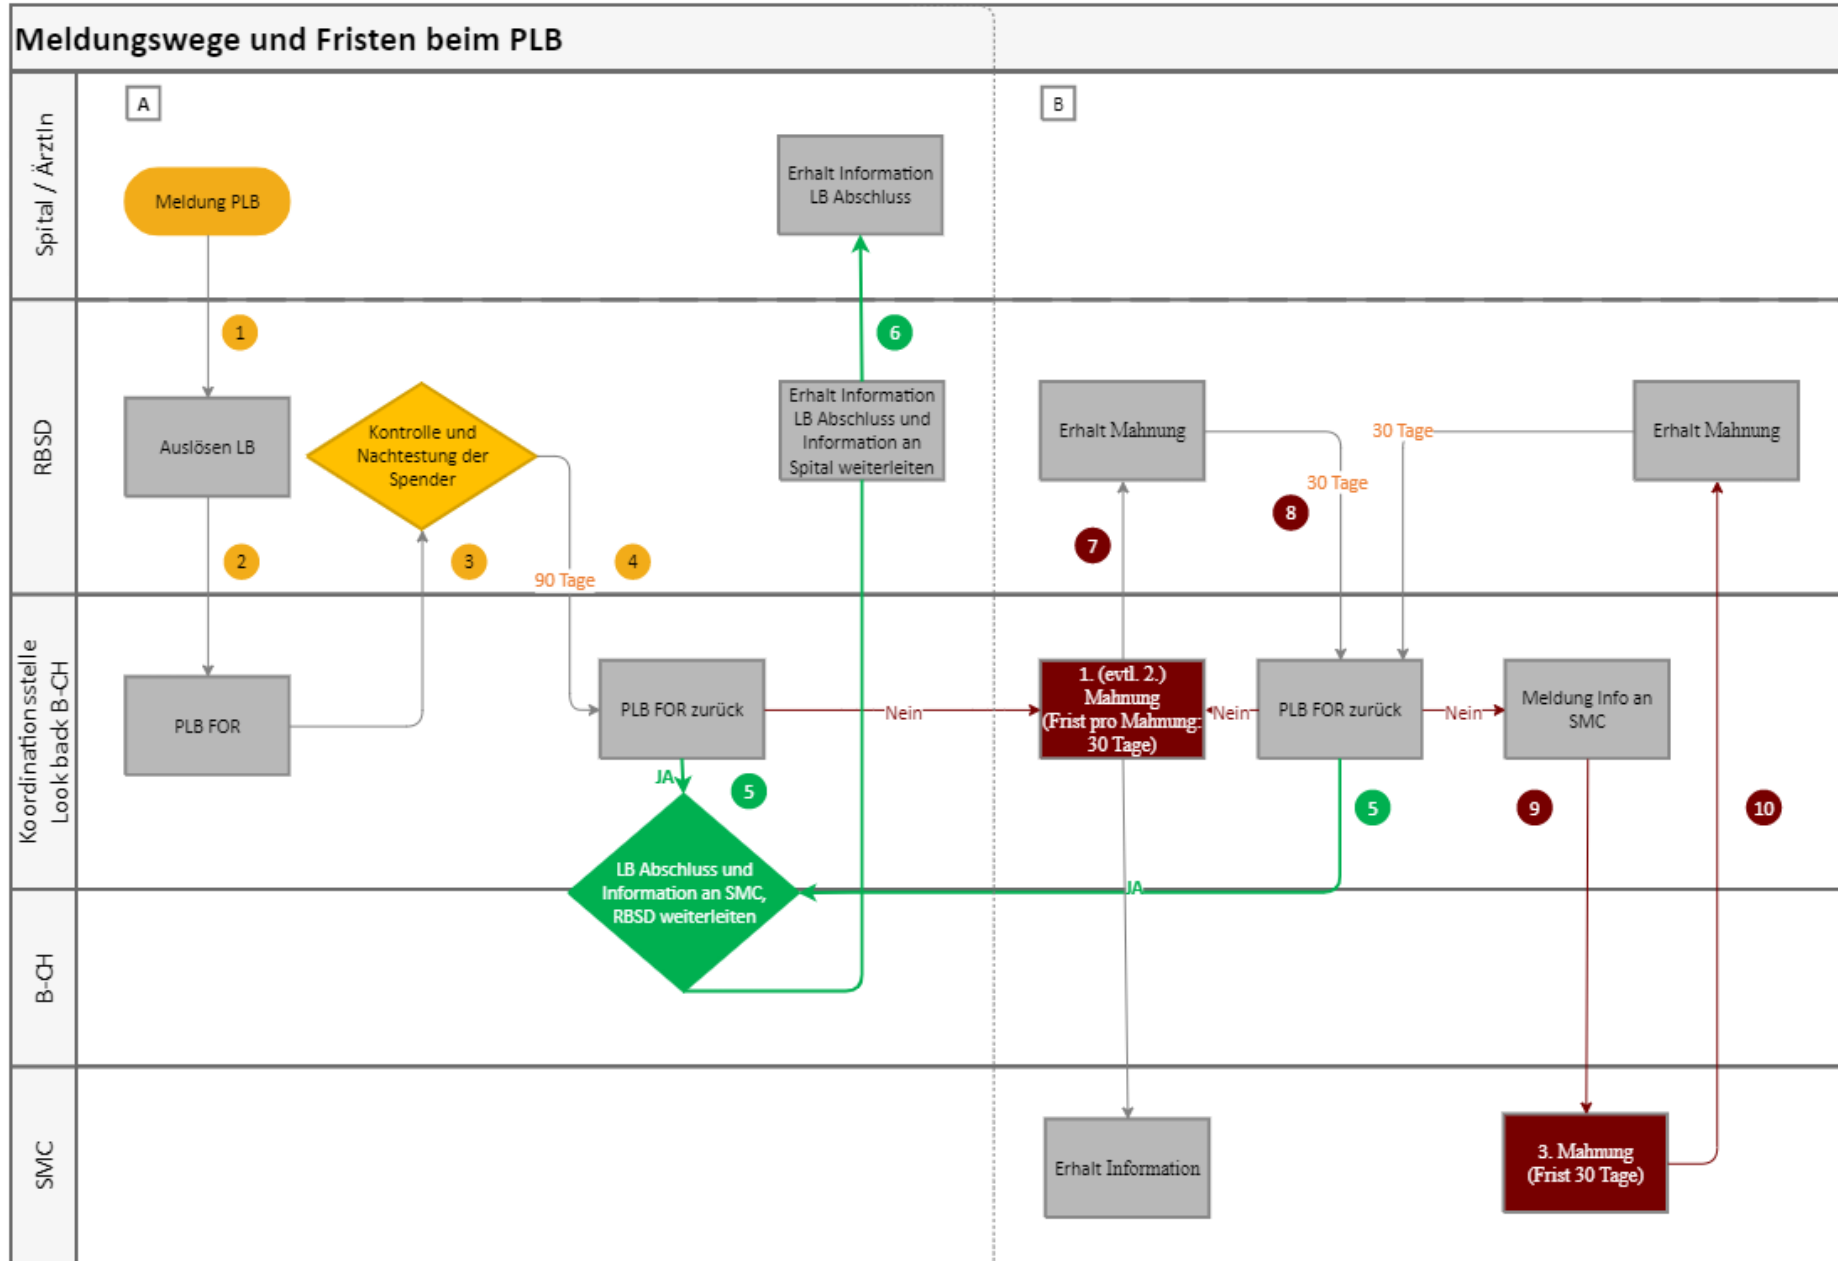 Meldungswege und Fristen beim PLB
Spital / ÄrztIn
A
B
Meldung PLB
Erhalt Information
LB Abschluss
RBSD
1
6
Auslösen LB
Kontrolle und
Nachtestung der
Spender
Erhalt Information
LB Abschluss und
Information an
Spital weiterleiten
Erhalt Mahnung
30 Tage
Erhalt Mahnung
30 Tage
8
7
2
3
90 Tage
4
Koordinationsstelle
Look back B-CH
PLB FOR
PLB FOR zurück
Nein
1. (evtl. 2.)
Mahnung
(Frist pro Mahnung:
30 Tage)
Nein
PLB FOR zurück
Nein
Meldung Info an
SMC
JA
5
5
9
10
LB Abschluss und
Information an SMC,
RBSD weiterleiten
JA
B-CH
SMC
Erhalt Information
3. Mahnung
(Frist 30 Tage)